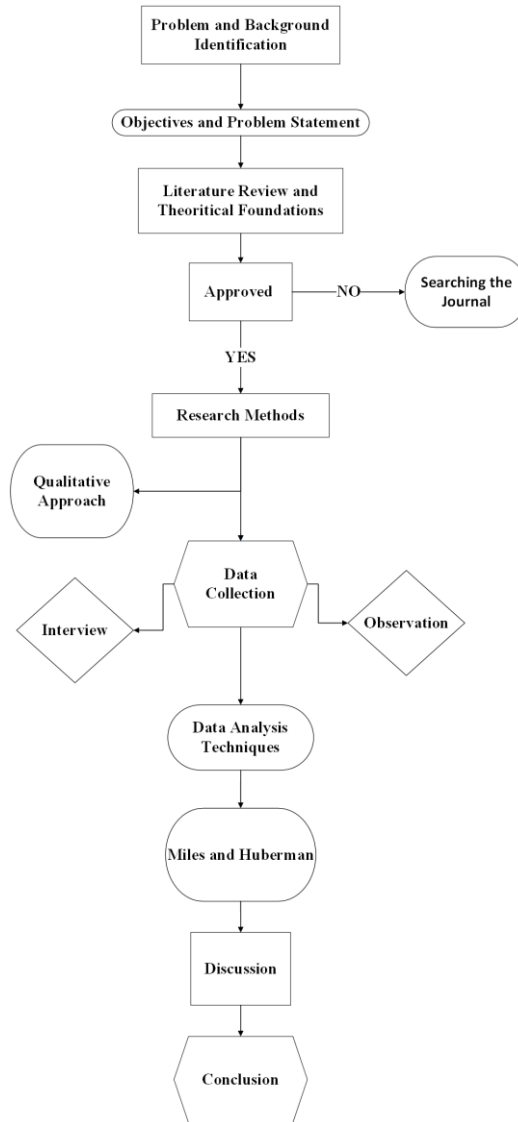 Problem and Background
Identification
Objectives and Problem Statement
Literature Review and
Theoritical Foundations
Approved
NO
Searching the
Journal
YES
Research Methods
Qualitative
Approach
Data
Collection
Interview
Observation
Data Analysis
Techniques
Miles and Huberman
Discussion
Conclusion